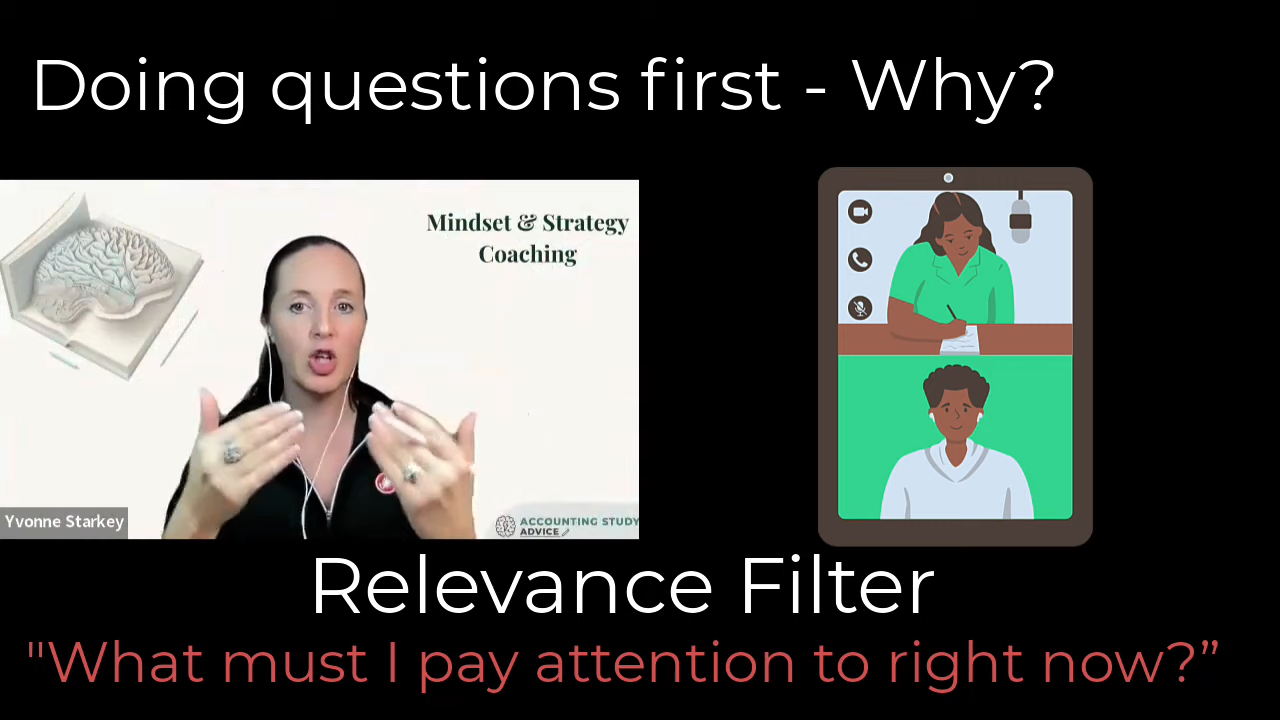 Doing questions first - Why?
Mindset & Strategy
Coaching
Yvonne Starkey
ACCOUNTING STUDY
ADVICE
Relevance Filter
"What must I pay attention to right now?”